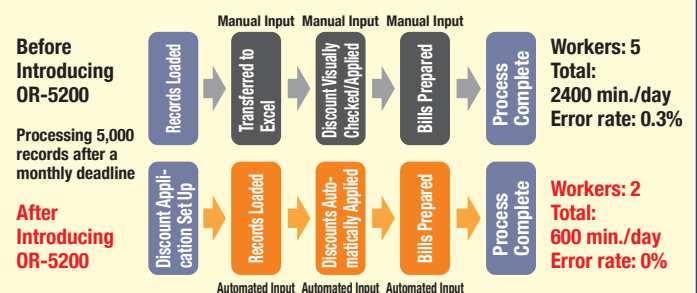 Manual Input Manual Input Manual Input
Before
Introducing
OR-5200
Records Loaded
Transferred to
Excel
Discount Visually
Checked/Applied
Bills Prepared
Process
Complete
Workers: 5
Total:
2400 min./day
Error rate: 0.3%
Processing 5,000
records after a
monthly deadline
After
Introducing
OR-5200
Discount Appli-
cation Set Up
Records Loaded
Discounts Auto-
matically Applied
Bills Prepared
Process
Complete
Workers: 2
Total:
600 min./day
Error rate: 0%
Automated Input Automated Input Automated Input